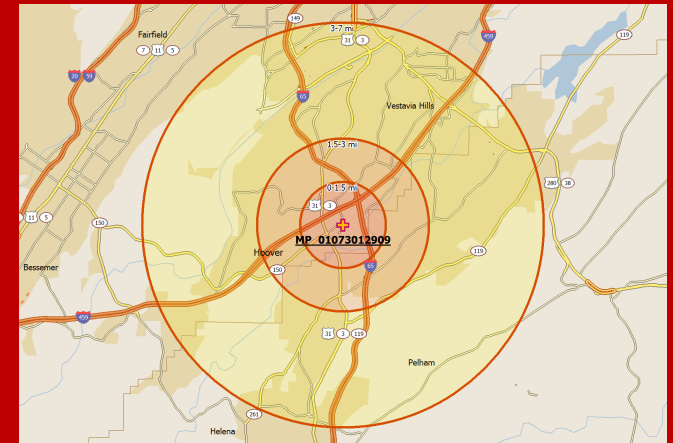 149
3-7 mi
Fairfield
31 3
459
119
7 11 5
20 59
65
Vestavia Hills
1.5-3 mi
280 38
0-1.5 mi
31 3
11 5
150
MP_01073012909
Hoover
119
Bessemer
150
65
459
31 3 119
Pelham
261
Helena